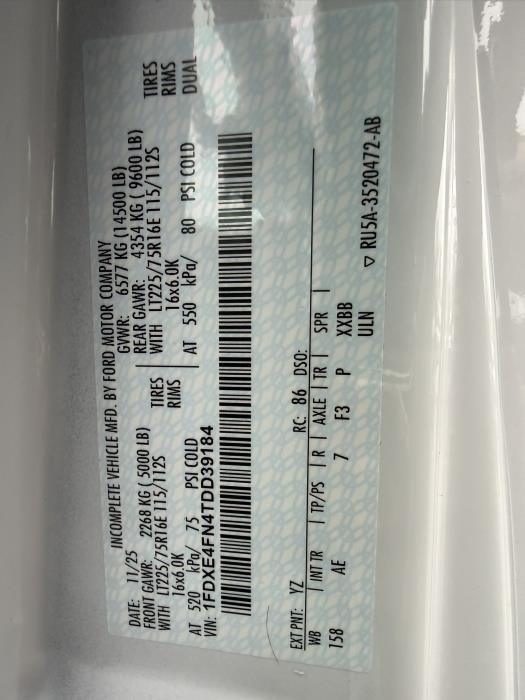 INCOMPLETE VEHICLE MFD. BY FORD MOTOR COMPANY
DATE: 11/25 GVWR: 6577 KG (14500 LB)
FRONT GAWR: 2268 KG ( 5000 LB) REAR GAWR: 4354 KG ( 9600 LB)
WITH LT225/75R16E 115/112S TIRES WITH LT225/75R16E 115/112S TIRES
16x6.0K RIMS 16x6.0K RIMS
AT 520 kPa/ 75 PSI COLD AT 550 kPa/ 80 PSI COLD DUAL
VIN: 1FDXE4FN4TDD39184
EXT PNT: YZ RC: 86 DSO:
WB INT TR TP/PS R AXLE TR SPR
158 AE 7 F3 P XXBB
ULN
▽ RU5A-3520472-AB